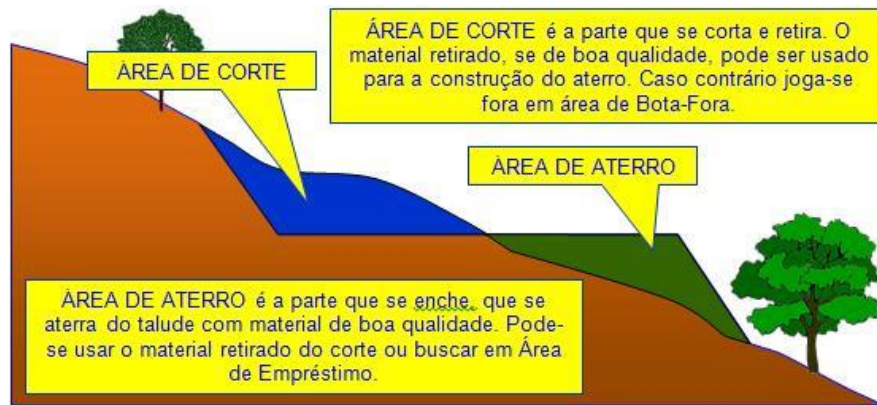 ÁREA DE CORTE é a parte que se corta e retira. O
material retirado, se de boa qualidade, pode ser usado
para a construção do aterro. Caso contrário joga-se
fora em área de Bota-Fora.
ÁREA DE CORTE
ÁREA DE ATERRO
ÁREA DE ATERRO é a parte que se enche, que se
aterra do talude com material de boa qualidade. Pode-
se usar o material retirado do corte ou buscar em Área
de Empréstimo.